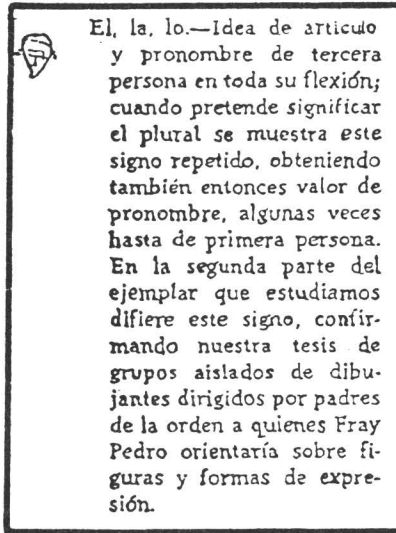 El, la, lo.—Idea de articulo
y pronombre de tercera
persona en toda su flexión;
cuando pretende significar
el plural se muestra este
signo repetido, obteniendo
también entonces valor de
pronombre, algunas veces
hasta de primera persona.
En la segunda parte del
ejemplar que estudiamos
difiere este signo, confir-
mando nuestra tesis de
grupos aislados de dibu-
jantes dirigidos por padres
de la orden a quienes Fray
Pedro orientaría sobre fi-
guras y formas de expre-
sión.